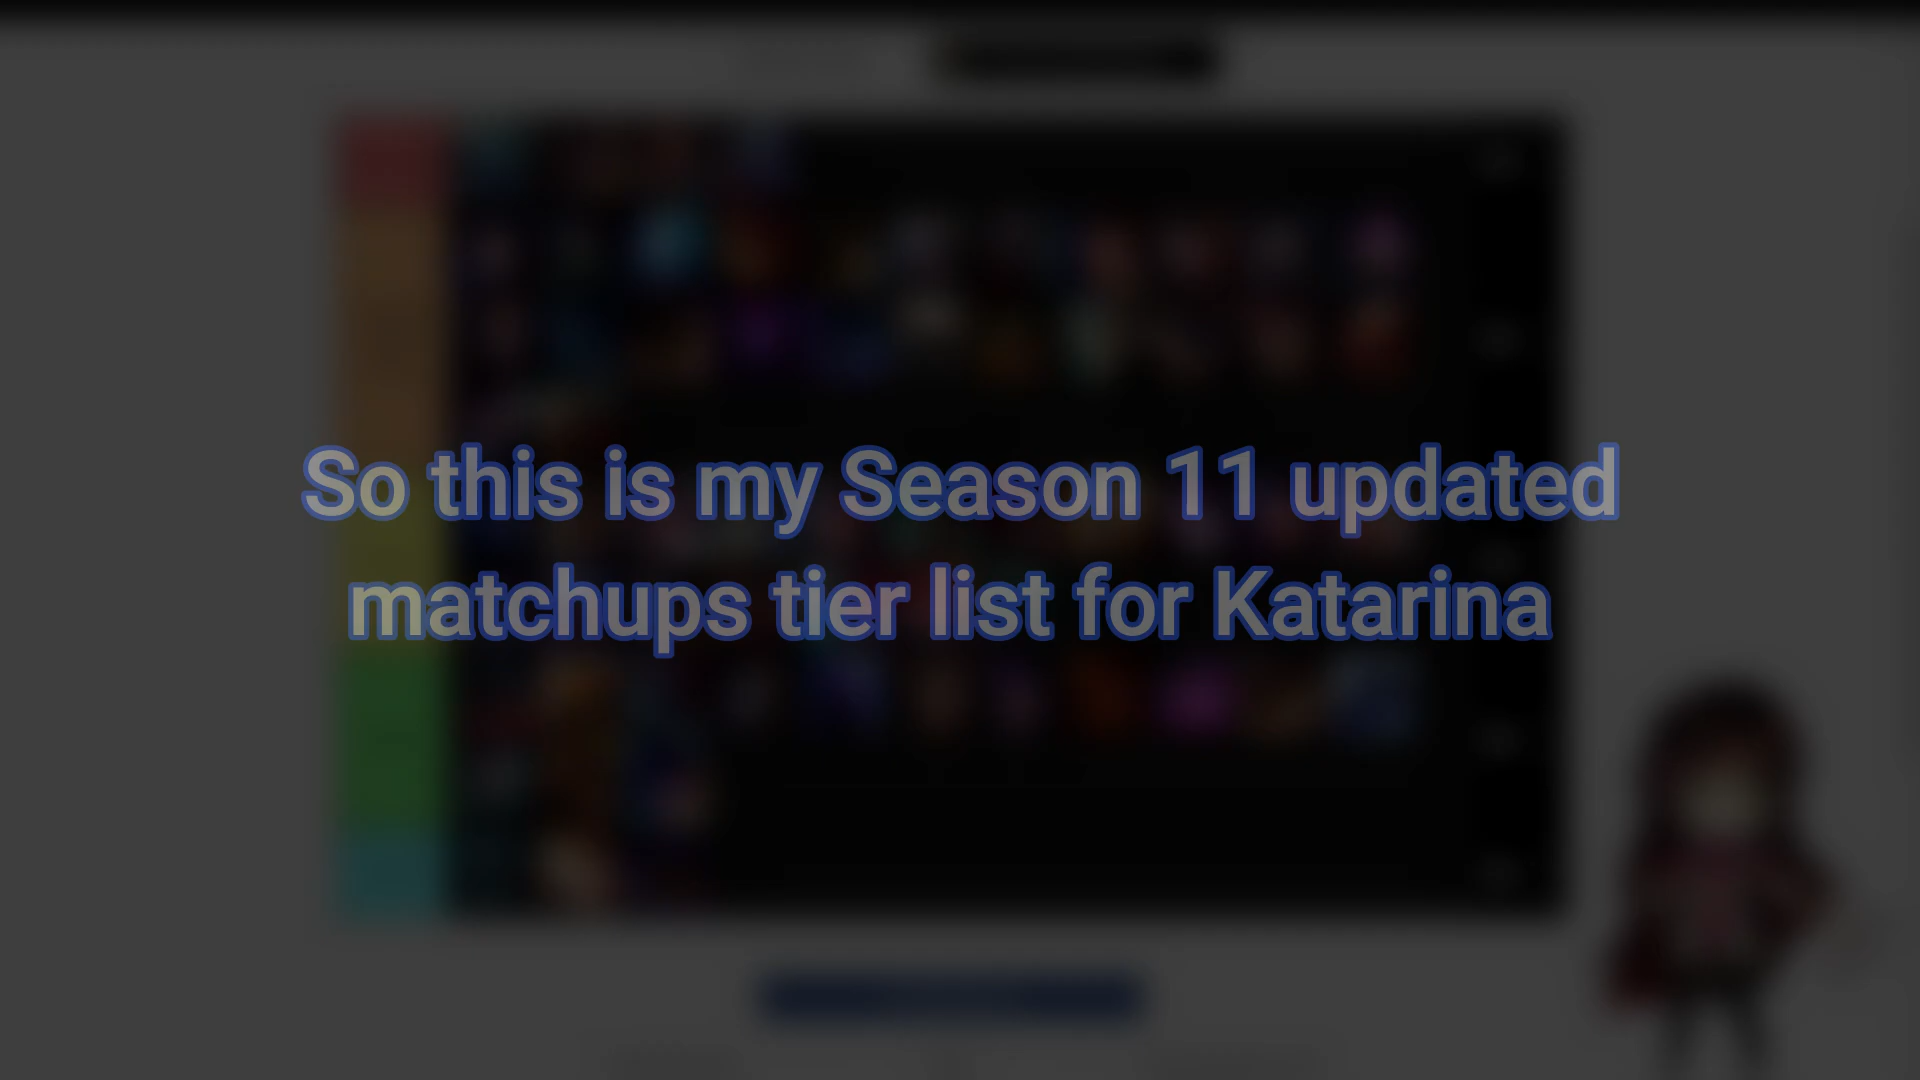 So this is my Season 11 updated
matchups tier list for Katarina